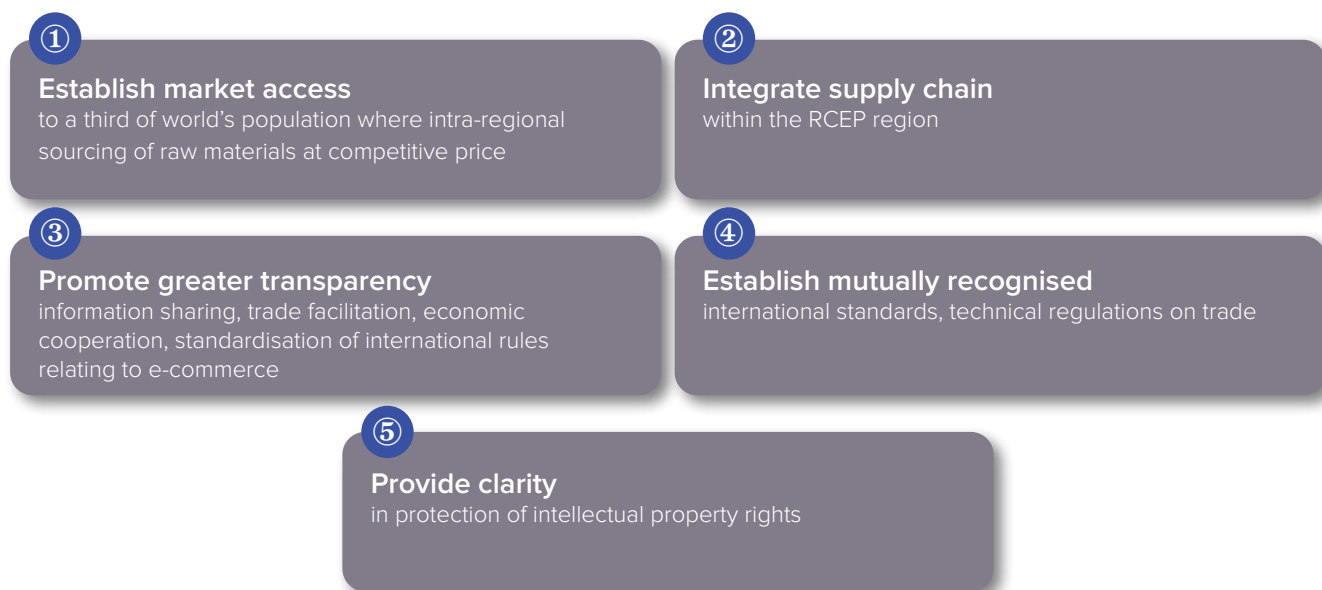 ①
Establish market access
to a third of world’s population where intra-regional
sourcing of raw materials at competitive price
②
Integrate supply chain
within the RCEP region
③
Promote greater transparency
information sharing, trade facilitation, economic
cooperation, standardisation of international rules
relating to e-commerce
④
Establish mutually recognised
international standards, technical regulations on trade
⑤
Provide clarity
in protection of intellectual property rights